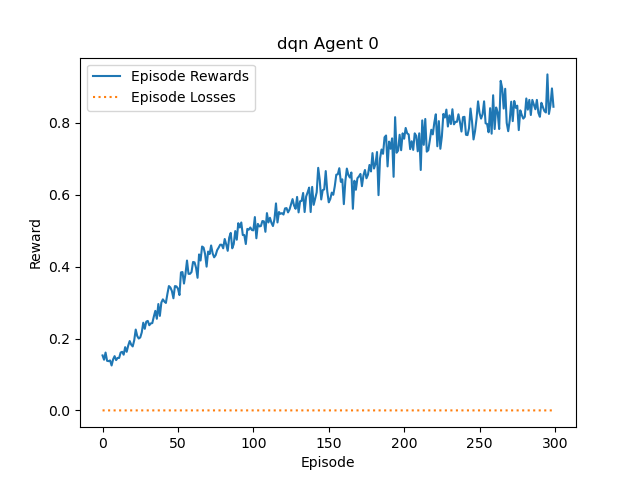 dqn Agent 0
Episode Rewards
Episode Losses
Reward
0.8
0.6
0.4
0.2
0.0
0 50 100 150 200 250 300
Episode